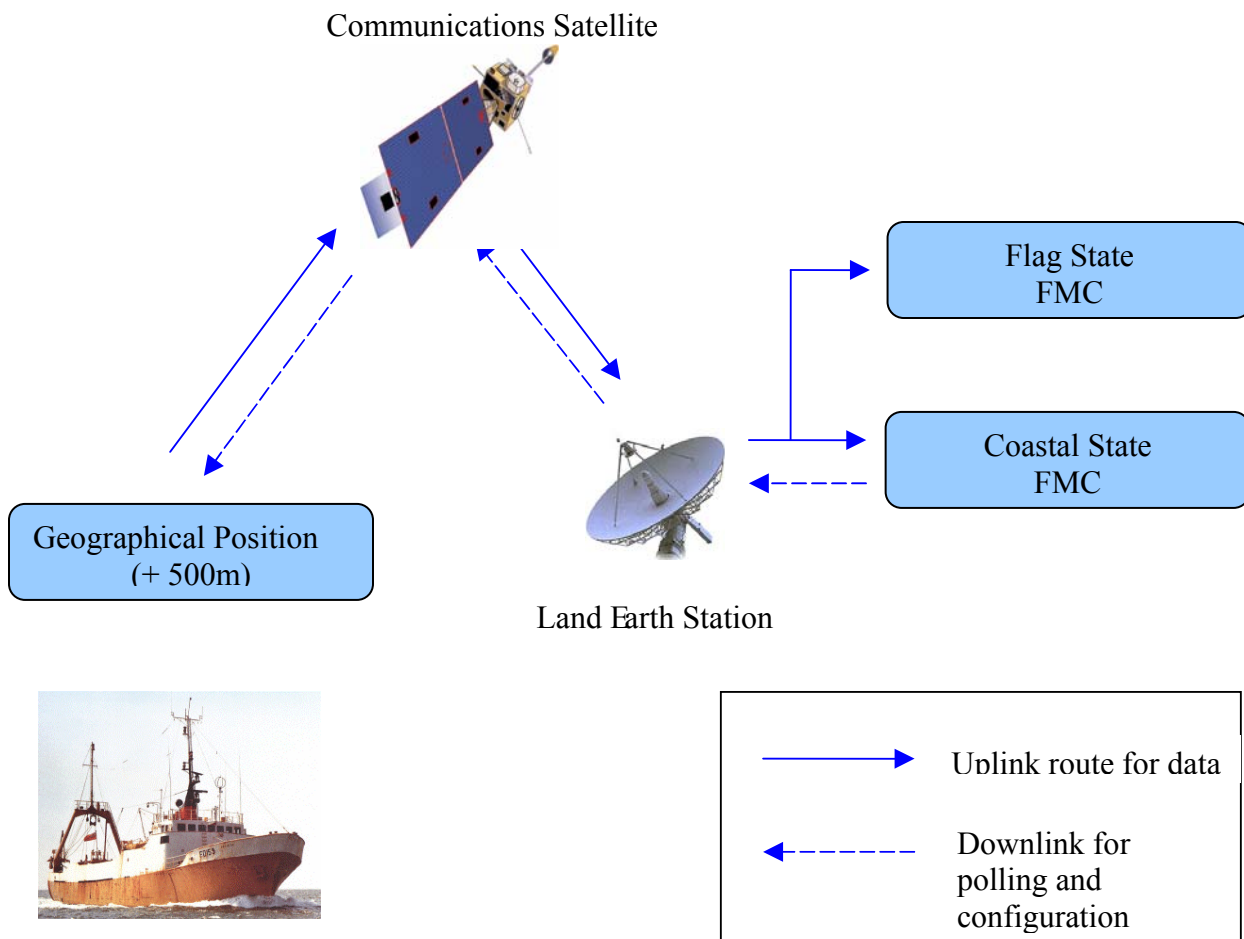 Communications Satellite
Flag State
FMC
Coastal State
FMC
Geographical Position
(+ 500m)
Land Earth Station
Uplink route for data
Downlink for
polling and
configuration